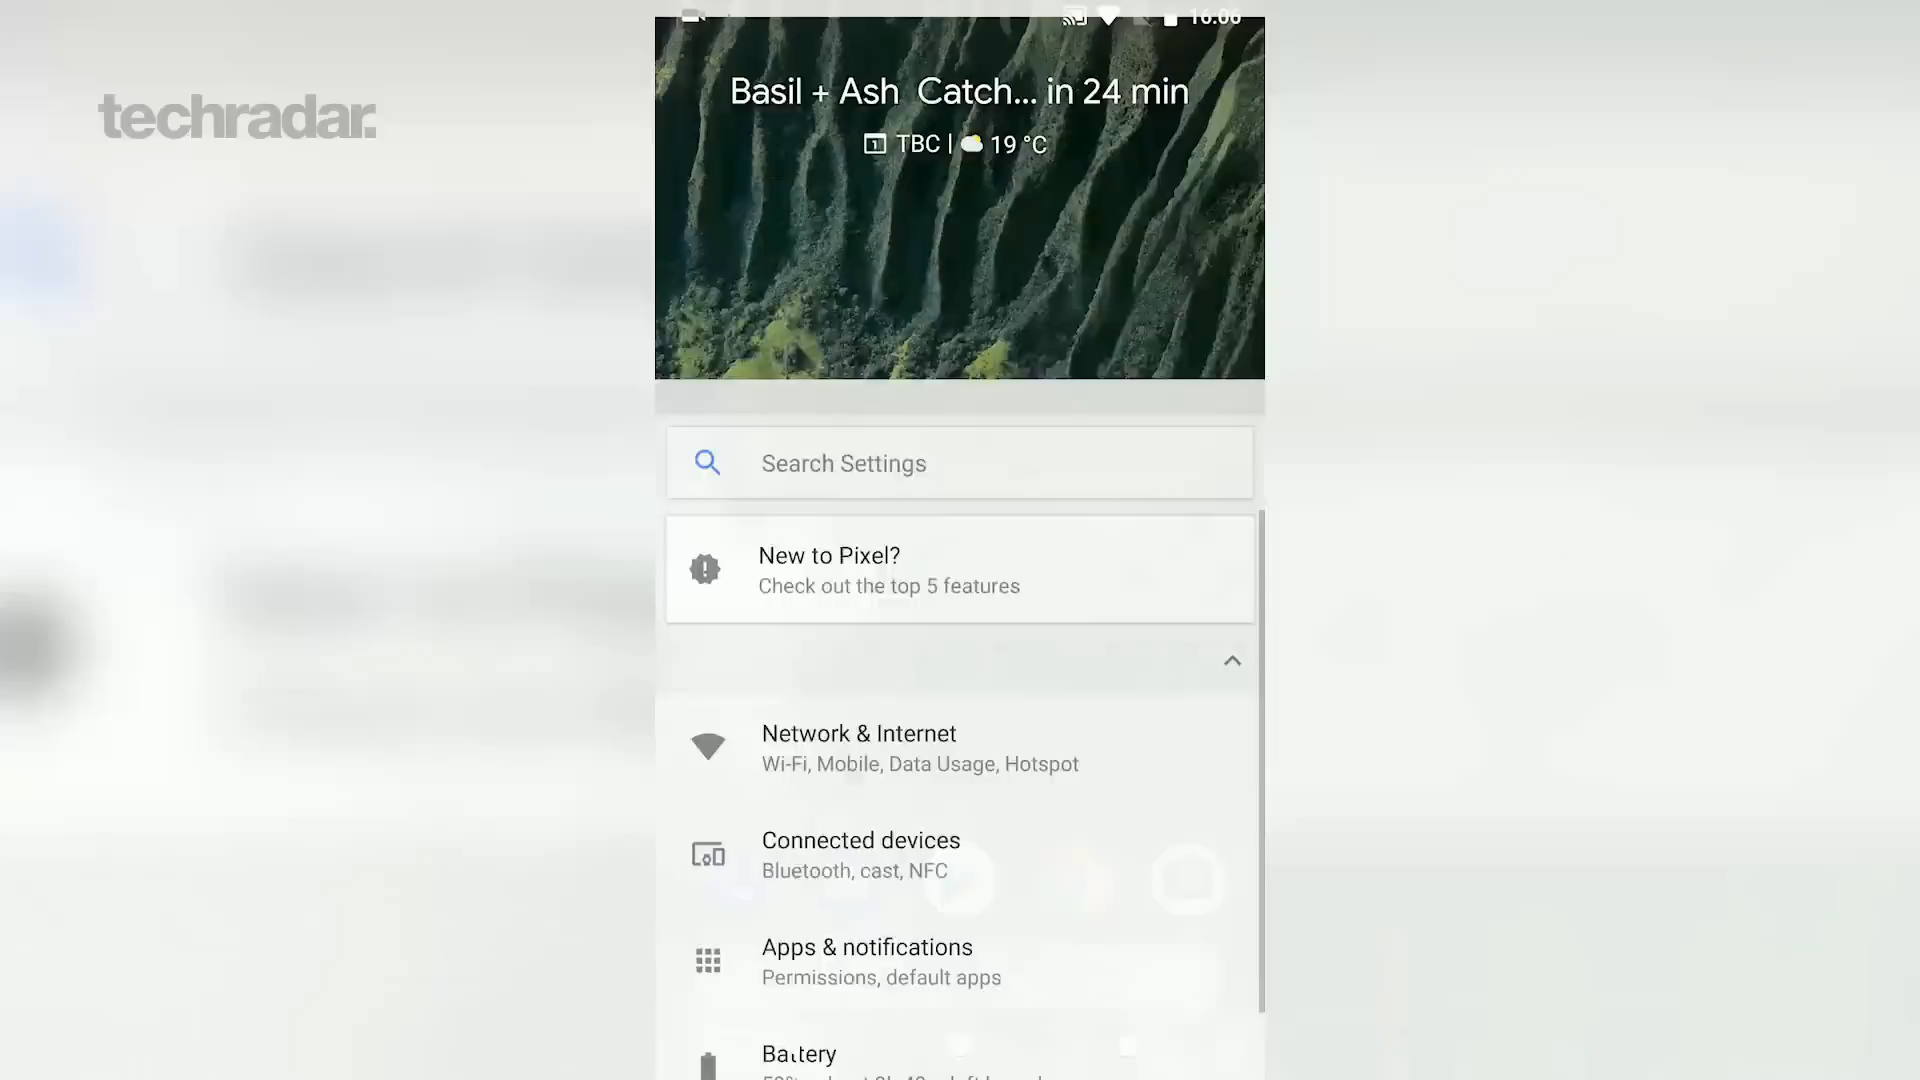 16:06
techradar.
Basil + Ash Catch... in 24 min
TBC | 19 °C
Search Settings
New to Pixel?
Check out the top 5 features
Network & Internet
Wi-Fi, Mobile, Data Usage, Hotspot
Connected devices
Bluetooth, cast, NFC
Apps & notifications
Permissions, default apps
Battery